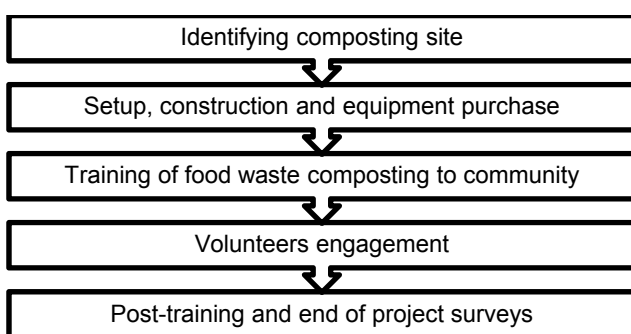 Identifying composting site
Setup, construction and equipment purchase
Training of food waste composting to community
Volunteers engagement
Post-training and end of project surveys